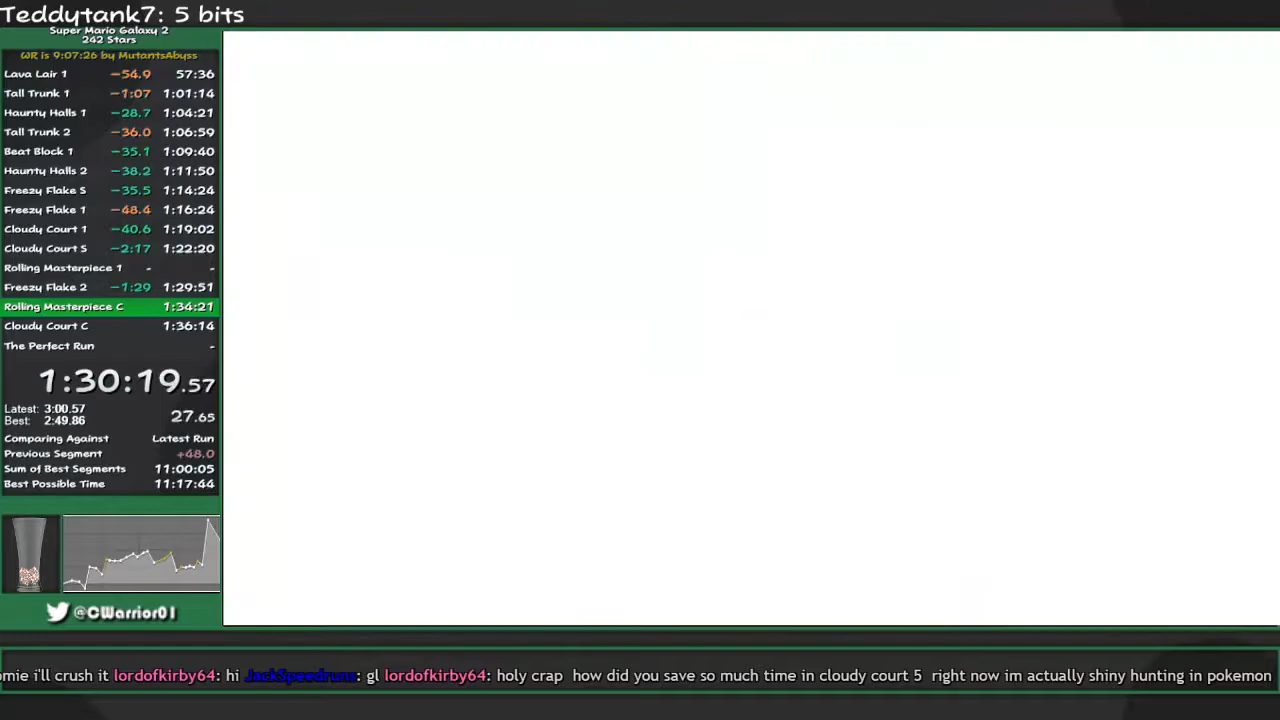 Teddytank7: 5 bits
Super Mario Galaxy 2
242 Stars
WR is 9:07:26 by MutantsAbyss
Lava Lair 1 −54.9 57:36
Tall Trunk 1 −1:07 1:01:14
Haunty Halls 1 −28.7 1:04:21
Tall Trunk 2 −36.0 1:06:59
Beat Block 1 −35.1 1:09:40
Haunty Halls 2 −38.2 1:11:50
Freezy Flake S −35.5 1:14:24
Freezy Flake 1 −48.4 1:16:24
Cloudy Court 1 −40.6 1:19:02
Cloudy Court S −2:17 1:22:20
Rolling Masterpiece 1 - -
Freezy Flake 2 −1:29 1:29:51
Rolling Masterpiece C 1:34:21
Cloudy Court C 1:36:14
The Perfect Run -
1:30:19.57
Latest: 3:00.57
Best: 2:49.86
27.65
Comparing Against Latest Run
Previous Segment +48.0
Sum of Best Segments 11:00:05
Best Possible Time 11:17:44
@CWarrior01
omie i'll crush it lordofkirby64: hi JackSpeedruns: gl lordofkirby64: holy crap how did you save so much time in cloudy court 5 right now im actually shiny hunting in pokemon